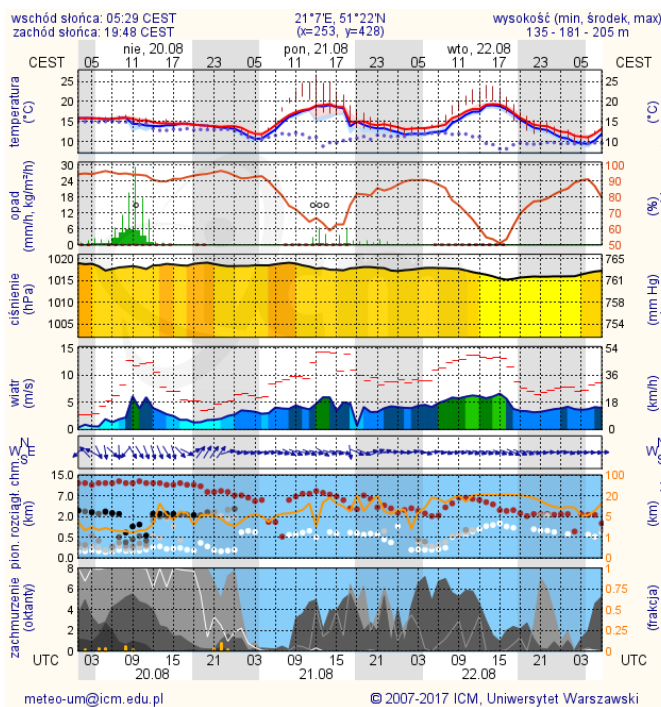 wschód słońca: 05:29 CEST 21°7'E, 51°22'N wysokość (min, środek, max)
zachód słońca: 19:48 CEST (x=253, y=428) 135 - 181 - 205 m
nie, 20.08 pon, 21.08 wto, 22.08
CEST 05 11 17 23 05 11 17 23 05 11 17 23 05 CEST
temperatura (°C)
25 20 15 10
25 20 15 10
(°C)
opad (mm/h, kg/m²/h)
30 24 18 12 6 0
100 90 80 70 60 50
(%)
ciśnienie (hPa)
1020 1015 1010 1005
765 761 758 754
(mm Hg)
wiatr (m/s)
15 10 5 0
54 36 18 0
(km/h)
N W E S
N W E S
pion. rozciągł. chm. (km)
15.0 7.0 2.0 0.5 0.0
100 20 5 1 0
(km)
zachmurzenie (oktanty)
8 6 4 2 0
1 0.75 0.5 0.25 0
(frakcja)
UTC 03 09 15 21 03 09 15 21 03 09 15 21 03 UTC
20.08 21.08 22.08
meteo-um@icm.edu.pl © 2007-2017 ICM, Uniwersytet Warszawski